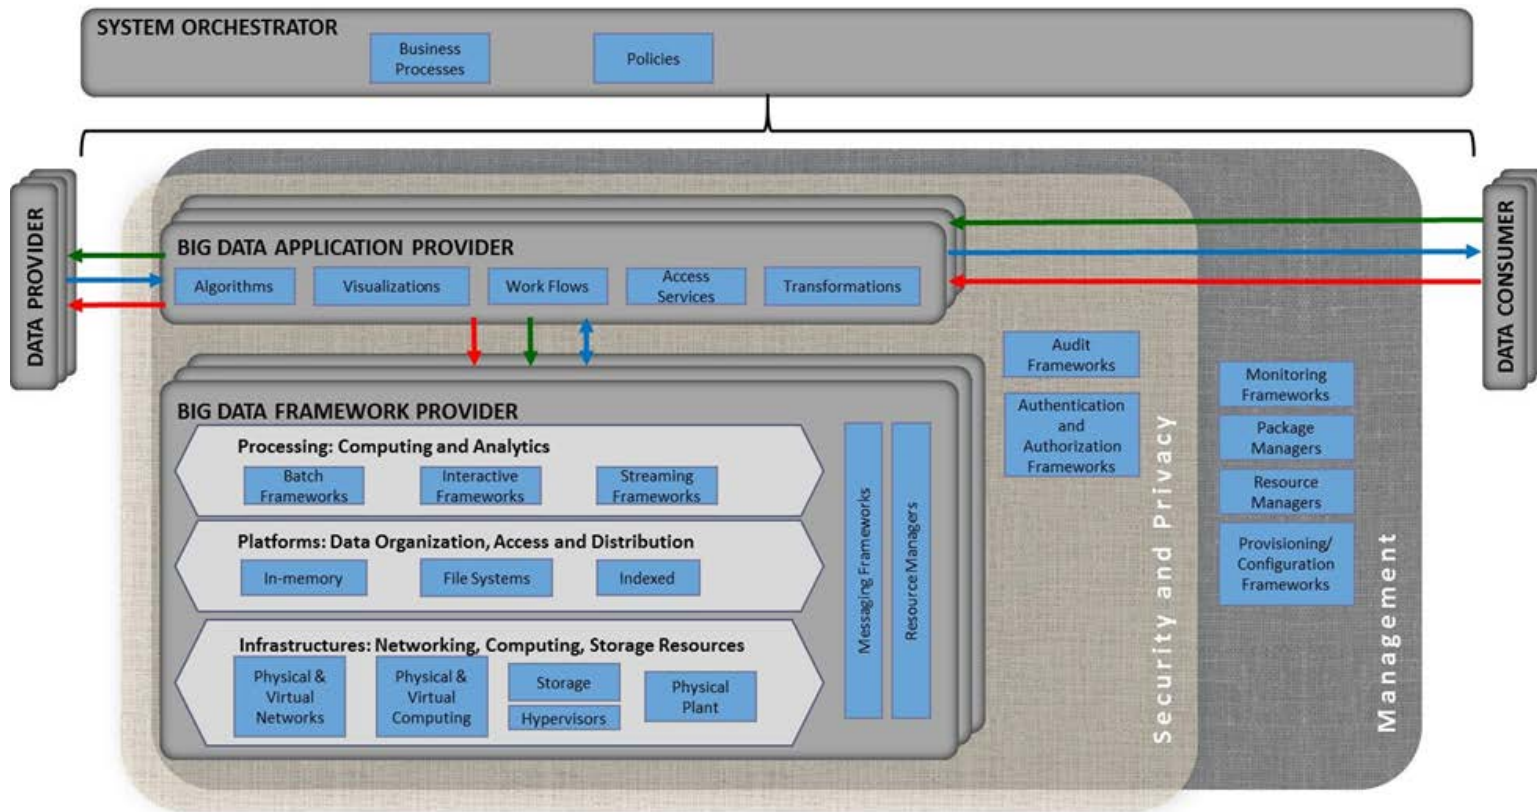 SYSTEM ORCHESTRATOR
Business
Processes
Policies
DATA PROVIDER
DATA CONSUMER
BIG DATA APPLICATION PROVIDER
Algorithms
Visualizations
Work Flows
Access
Services
Transformations
BIG DATA FRAMEWORK PROVIDER
Processing: Computing and Analytics
Batch
Frameworks
Interactive
Frameworks
Streaming
Frameworks
Platforms: Data Organization, Access and Distribution
In-memory
File Systems
Indexed
Infrastructures: Networking, Computing, Storage Resources
Physical &
Virtual
Networks
Physical &
Virtual
Computing
Storage
Hypervisors
Physical
Plant
Messaging Frameworks
Resource Managers
Audit
Frameworks
Authentication
and
Authorization
Frameworks
Security and Privacy
Monitoring
Frameworks
Package
Managers
Resource
Managers
Provisioning/
Configuration
Frameworks
Management